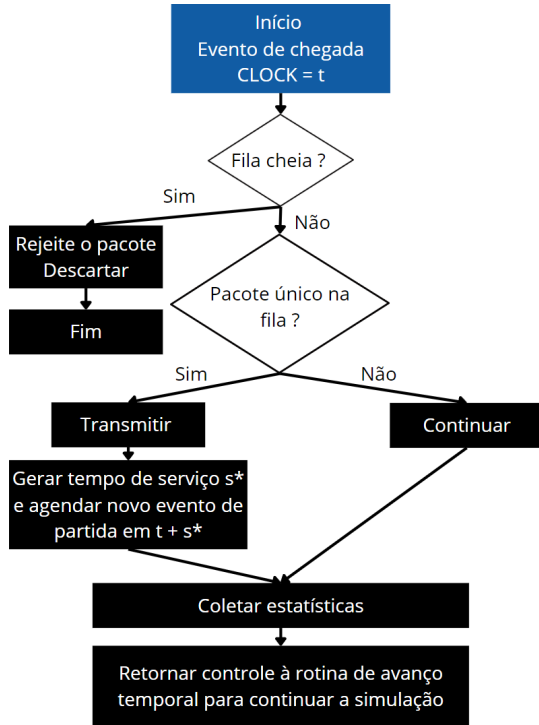 Início
Evento de chegada
CLOCK = t
Fila cheia ?
Sim
Não
Rejeite o pacote
Descartar
Fim
Pacote único na
fila ?
Sim
Não
Transmitir
Continuar
Gerar tempo de serviço s*
e agendar novo evento de
partida em t + s*
Coletar estatísticas
Retornar controle à rotina de avanço
temporal para continuar a simulação